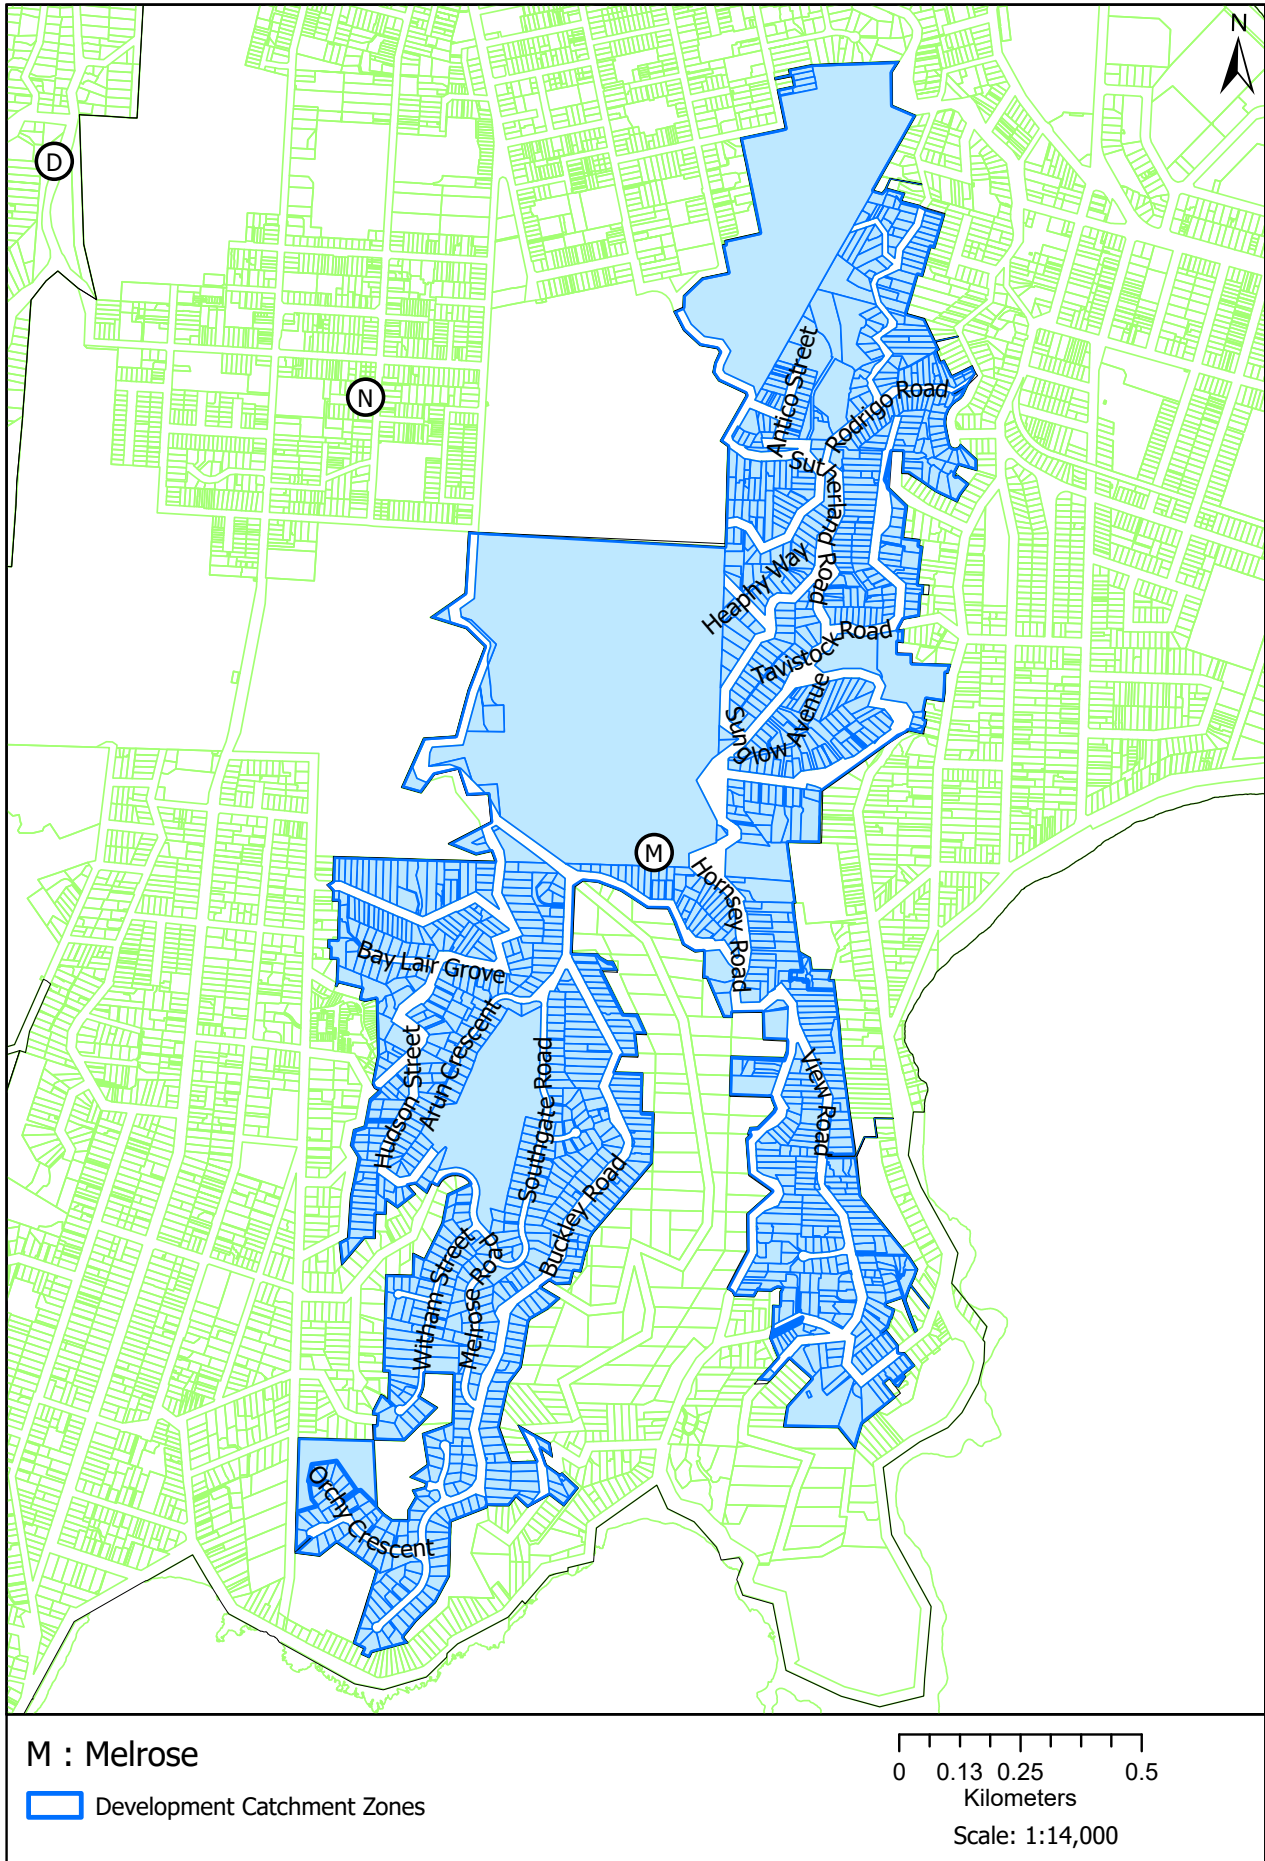 N
D
N
Antico Street
Rodrigo Road
Sutherland Road
Heaphy Way
Tavistock Road
Sunglow Avenue
M
Hornsey Road
Bay Lair Grove
Arun Crescent
Hudson Street
Southgate Road
View Road
Buckley Road
Witham Street
Melrose Road
Orchy Crescent
M : Melrose
Development Catchment Zones
0 0.13 0.25 0.5
Kilometers
Scale: 1:14,000